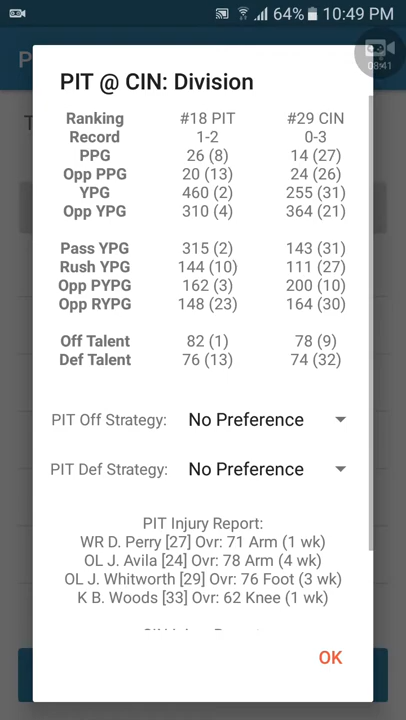 64% 10:49 PM
P
08:41
T
PIT @ CIN: Division
Ranking #18 PIT #29 CIN
Record 1-2 0-3
PPG 26 (8) 14 (27)
Opp PPG 20 (13) 24 (26)
YPG 460 (2) 255 (31)
Opp YPG 310 (4) 364 (21)
Pass YPG 315 (2) 143 (31)
Rush YPG 144 (10) 111 (27)
Opp PYPG 162 (3) 200 (10)
Opp RYPG 148 (23) 164 (30)
Off Talent 82 (1) 78 (9)
Def Talent 76 (13) 74 (32)
PIT Off Strategy: No Preference
PIT Def Strategy: No Preference
PIT Injury Report:
WR D. Perry [27] Ovr: 71 Arm (1 wk)
OL J. Avila [24] Ovr: 78 Arm (4 wk)
OL J. Whitworth [29] Ovr: 76 Foot (3 wk)
K B. Woods [33] Ovr: 62 Knee (1 wk)
OK